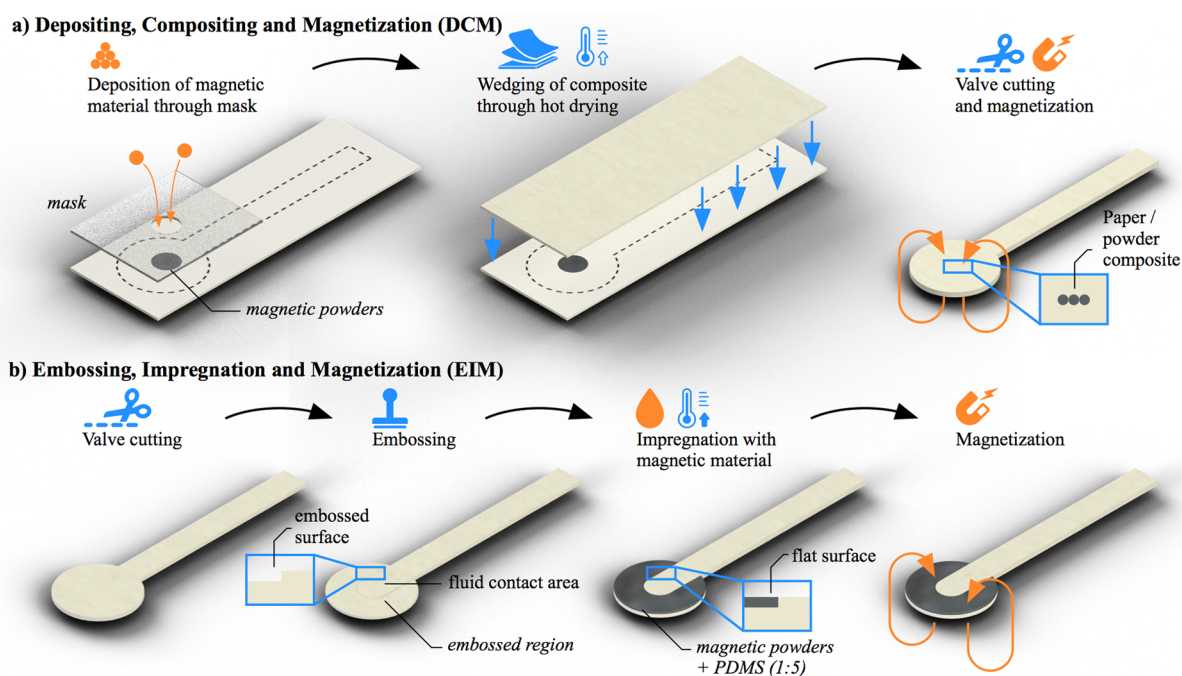 a) Depositing, Compositing and Magnetization (DCM)
Deposition of magnetic
material through mask
Wedging of composite
through hot drying
Valve cutting
and magnetization
mask
magnetic powders
Paper /
powder
composite
b) Embossing, Impregnation and Magnetization (EIM)
Valve cutting
Embossing
Impregnation with
magnetic material
Magnetization
embossed
surface
fluid contact area
embossed region
flat surface
magnetic powders
+ PDMS (1:5)